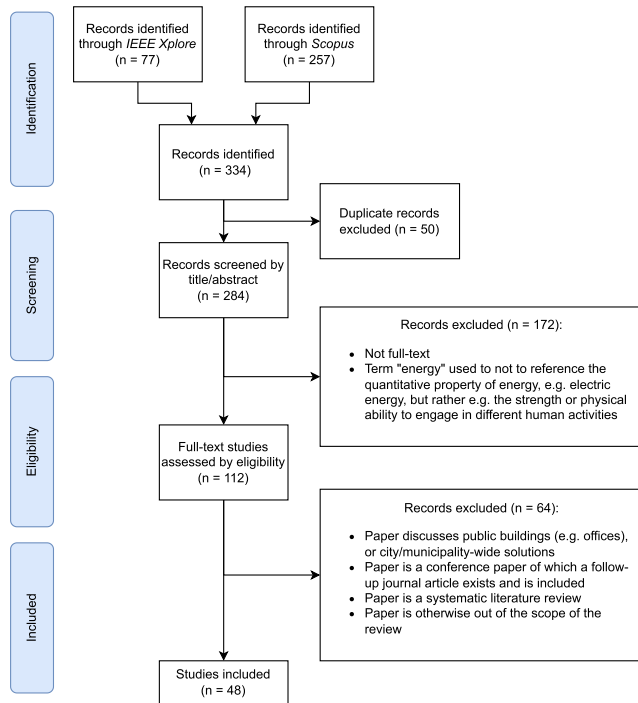 Records identified
through IEEE Xplore
(n = 77)
Records identified
through Scopus
(n = 257)
Identification
Records identified
(n = 334)
Duplicate records
excluded (n = 50)
Screening
Records screened by
title/abstract
(n = 284)
Records excluded (n = 172):
• Not full-text
• Term "energy" used to not to reference the
quantitative property of energy, e.g. electric
energy, but rather e.g. the strength or physical
ability to engage in different human activities
Eligibility
Full-text studies
assessed by eligibility
(n = 112)
Records excluded (n = 64):
• Paper discusses public buildings (e.g. offices),
or city/municipality-wide solutions
• Paper is a conference paper of which a follow-
up journal article exists and is included
• Paper is a systematic literature review
• Paper is otherwise out of the scope of the
review
Included
Studies included
(n = 48)